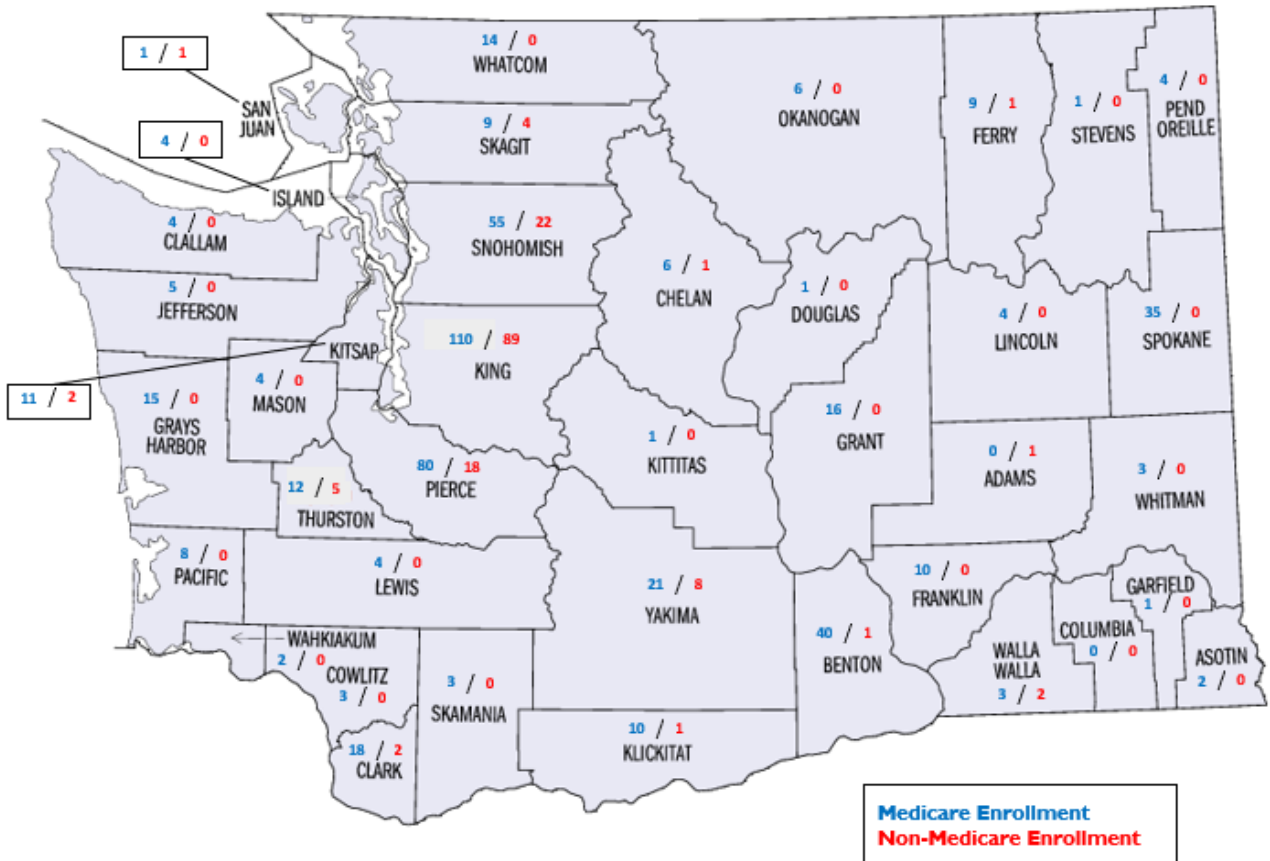 14 / 0
WHATCOM
1 / 1
SAN
JUAN
6 / 0
OKANOGAN
9 / 1
FERRY
1 / 0
STEVENS
4 / 0
PEND
OREILLE
9 / 4
SKAGIT
4 / 0
ISLAND
4 / 0
CLALLAM
55 / 22
SNOHOMISH
6 / 1
CHELAN
1 / 0
DOUGLAS
5 / 0
JEFFERSON
4 / 0
LINCOLN
35 / 0
SPOKANE
110 / 89
KING
KITSAP
11 / 2
4 / 0
MASON
15 / 0
GRAYS
HARBOR
16 / 0
GRANT
1 / 0
KITTITAS
0 / 1
ADAMS
3 / 0
WHITMAN
80 / 18
PIERCE
12 / 5
THURSTON
8 / 0
PACIFIC
4 / 0
LEWIS
21 / 8
YAKIMA
10 / 0
FRANKLIN
GARFIELD
1 / 0
40 / 1
BENTON
WALLA
WALLA
3 / 2
COLUMBIA
0 / 0
ASOTIN
2 / 0
WAHKIAKUM
2 / 0
COWLITZ
3 / 0
3 / 0
SKAMANIA
10 / 1
KLICKITAT
18 / 2
CLARK
Medicare Enrollment
Non-Medicare Enrollment